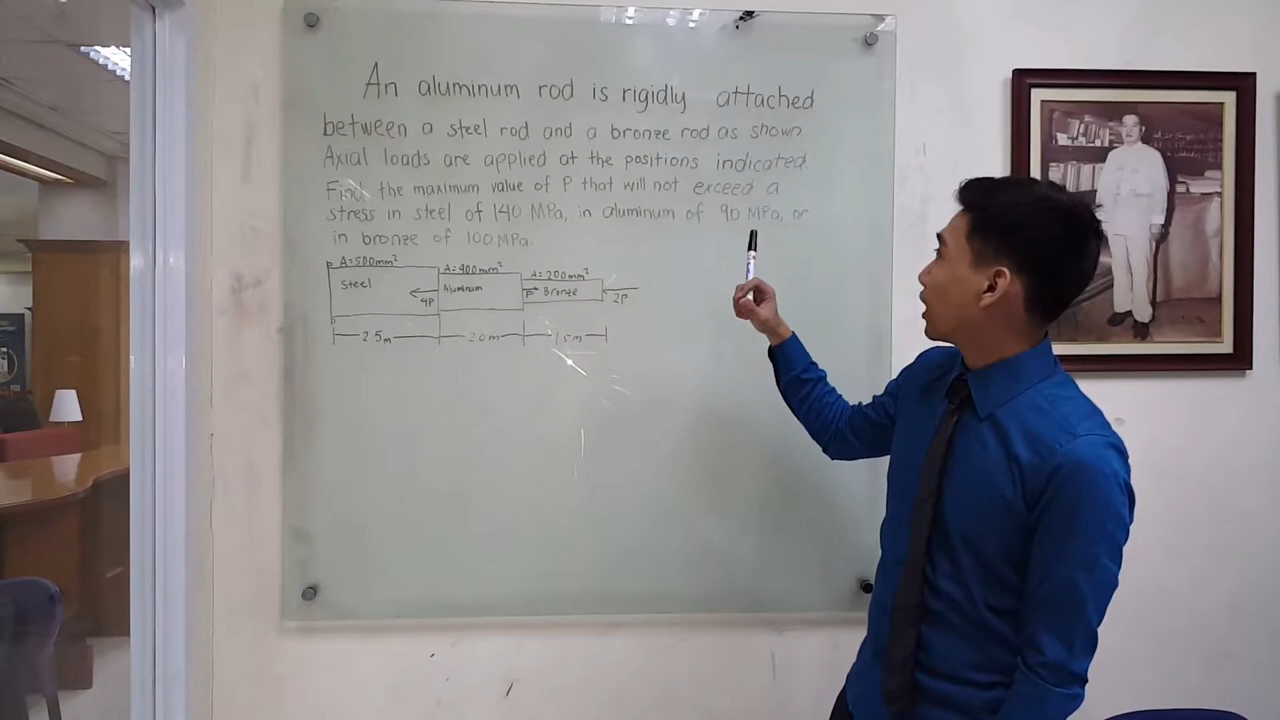 An aluminum rod is rigidly attached
between a steel rod and a bronze rod as shown.
Axial loads are applied at the positions indicated.
Find the maximum value of P that will not exceed a
stress in steel of 140 MPa, in aluminum of 90 MPa, or
in bronze of 100 MPa.
A=500mm² A=400mm² A=200mm²
Steel Aluminum Bronze
4P P 2P
2.5m 2.0m 1.5m